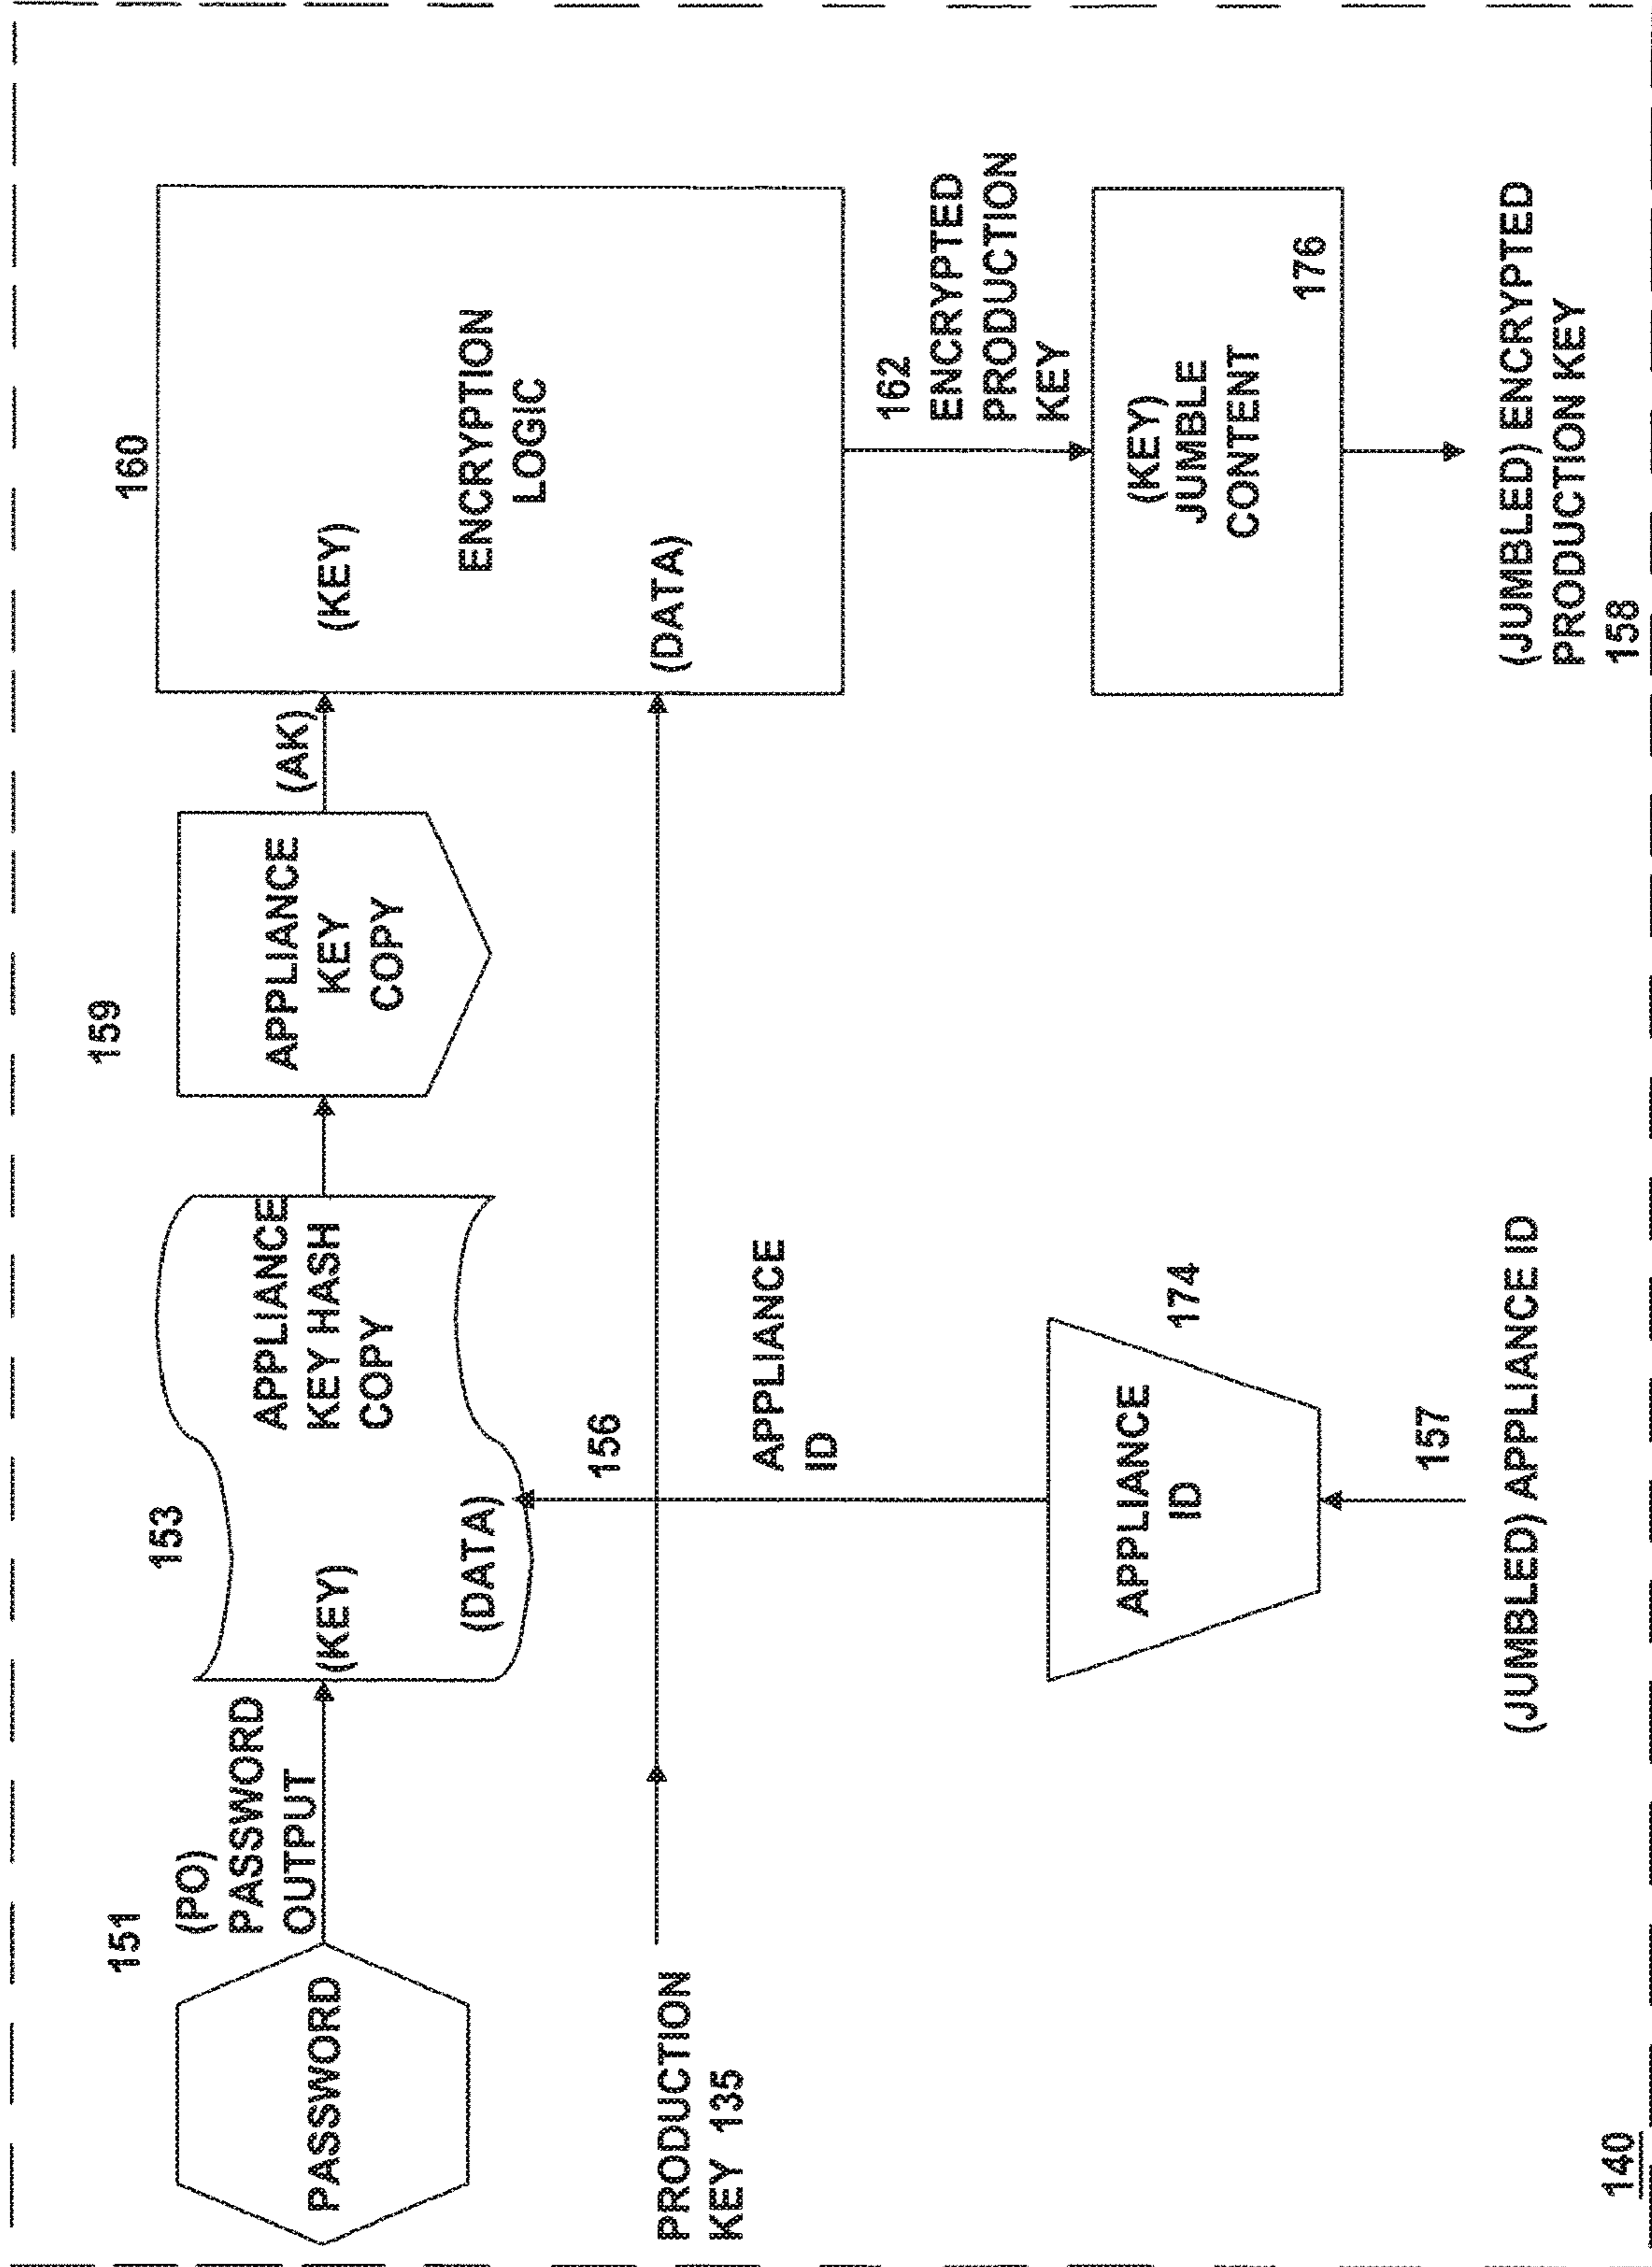 151
(PO)
PASSWORD
OUTPUT
PASSWORD
153
(KEY)
APPLIANCE
KEY HASH
COPY
(DATA)
159
APPLIANCE
KEY
COPY
(AK)
160
(KEY)
ENCRYPTION
LOGIC
(DATA)
PRODUCTION
KEY 135
156
APPLIANCE
ID
APPLIANCE
ID
174
157
(JUMBLED) APPLIANCE ID
162
ENCRYPTED
PRODUCTION
KEY
(KEY)
JUMBLE
CONTENT
176
(JUMBLED) ENCRYPTED
PRODUCTION KEY
158
140